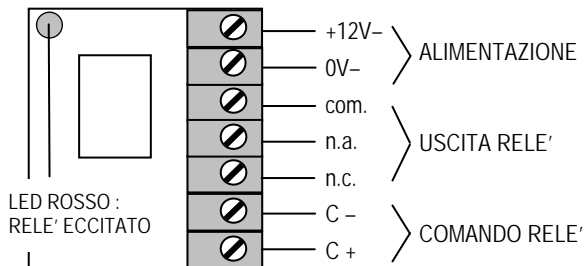 +12V–
0V–
ALIMENTAZIONE
com.
n.a.
n.c.
USCITA RELE'
C –
C +
COMANDO RELE'
LED ROSSO :
RELE' ECCITATO